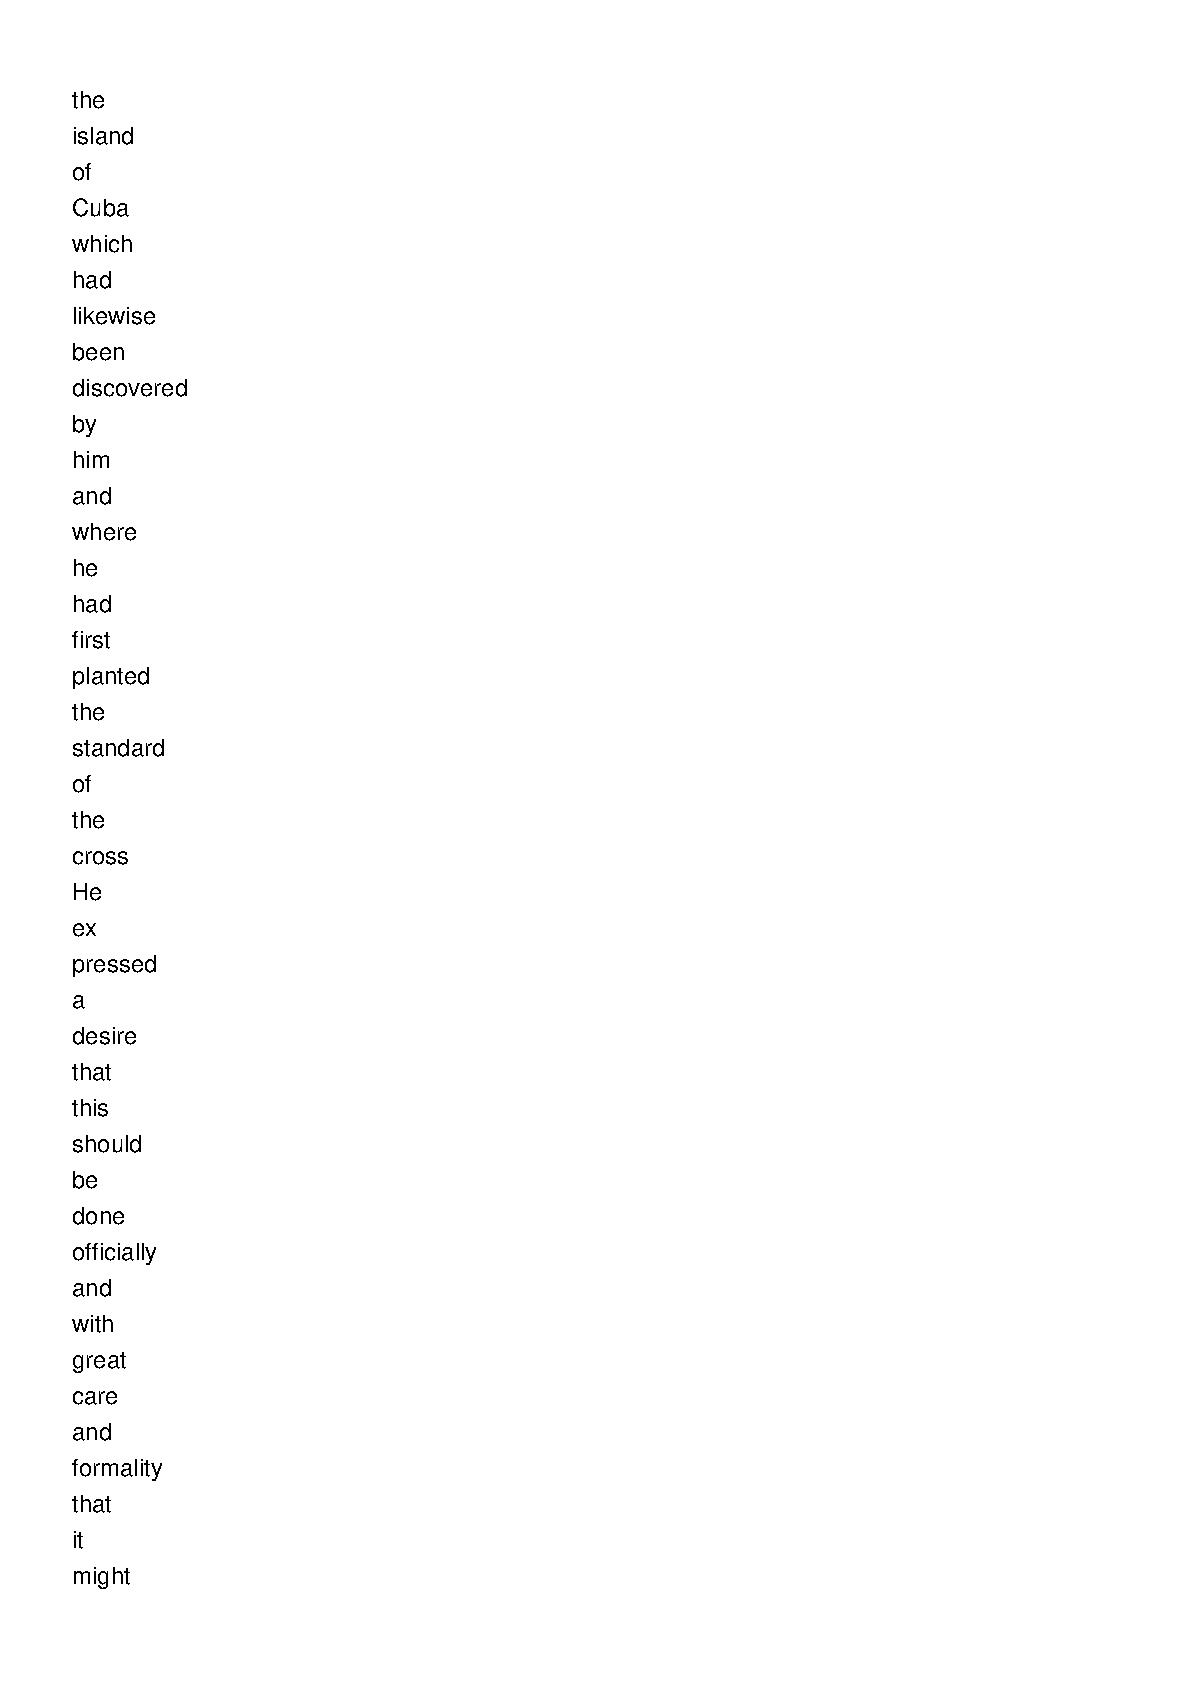 the
island
of
Cuba
which
had
likewise
been
discovered
by
him
and
where
he
had
first
planted
the
standard
of
the
cross
He
ex
pressed
a
desire
that
this
should
be
done
officially
and
with
great
care
and
formality
that
it
might